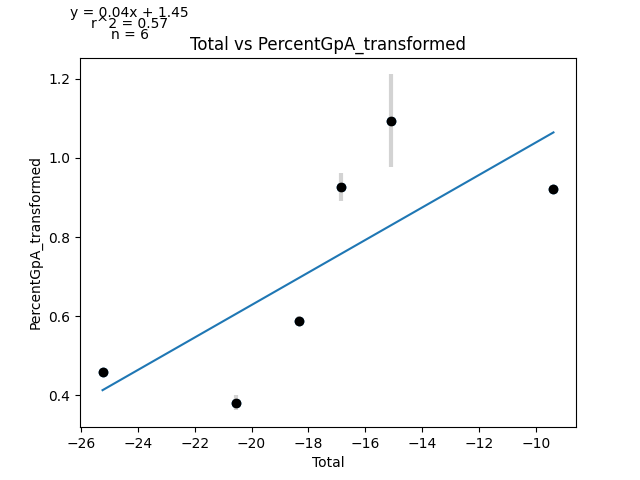 y = 0.04x + 1.45
r^2 = 0.57
n = 6
Total vs PercentGpA_transformed
1.2
1.0
0.8
0.6
0.4
PercentGpA_transformed
−26 −24 −22 −20 −18 −16 −14 −12 −10
Total